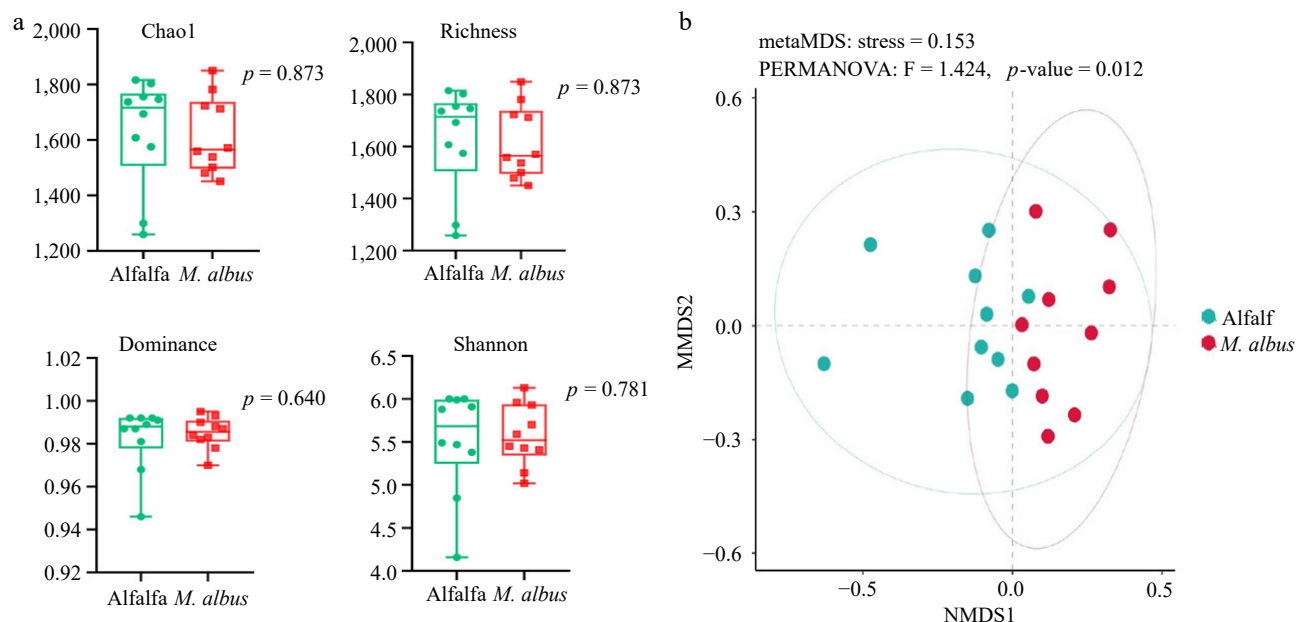 a
Chao1
2,000
1,800
1,600
1,400
1,200
p = 0.873
Alfalfa M. albus
Richness
2,000
1,800
1,600
1,400
1,200
p = 0.873
Alfalfa M. albus
Dominance
1.02
1.00
0.98
0.96
0.94
0.92
p = 0.640
Alfalfa M. albus
Shannon
6.5
6.0
5.5
5.0
4.5
4.0
p = 0.781
Alfalfa M. albus
b
metaMDS: stress = 0.153
PERMANOVA: F = 1.424, p-value = 0.012
0.6
0.3
0.0
−0.3
−0.6
MMDS2
−0.5 0.0 0.5
NMDS1
Alfalf
M. albus